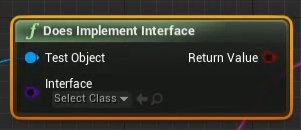 f Does Implement Interface
Test Object Return Value
Interface
Select Class